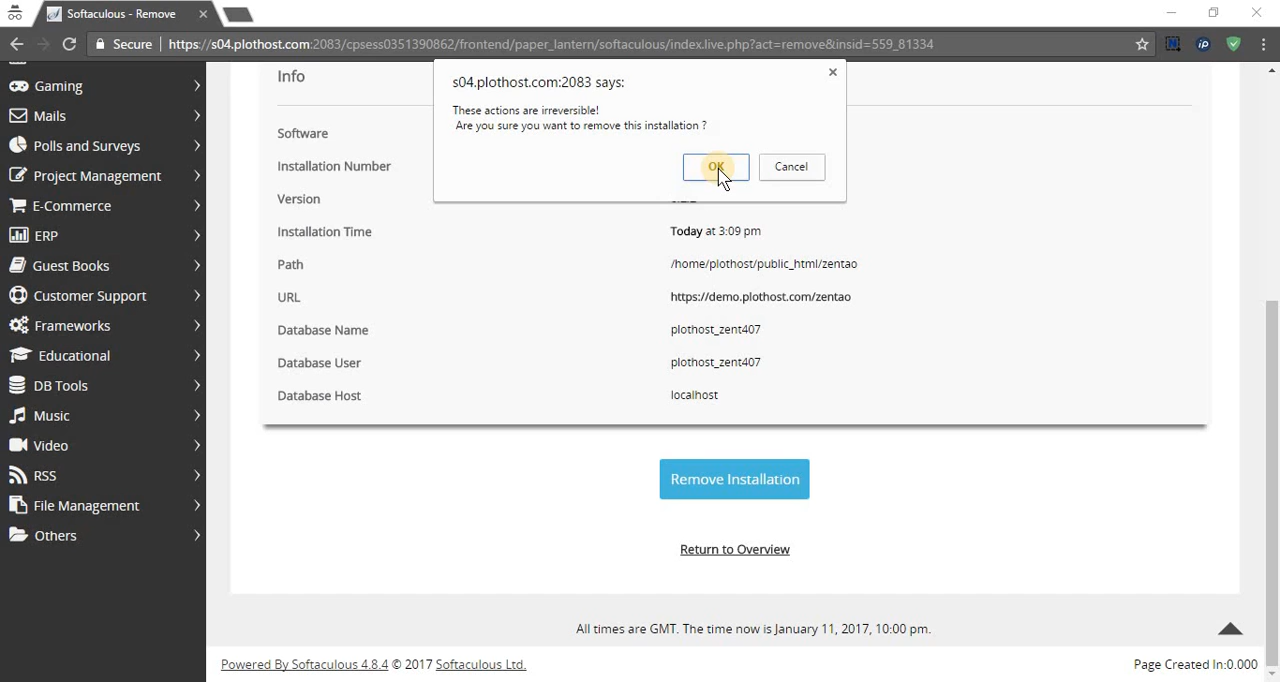 Softaculous - Remove
Secure
https://s04.plothost.com:2083/cpsess0351390862/frontend/paper_lantern/softaculous/index.live.php?act=remove&insid=559_81334
s04.plothost.com:2083 says:
These actions are irreversible!
Are you sure you want to remove this installation ?
OK
Cancel
Gaming
Mails
Polls and Surveys
Project Management
E-Commerce
ERP
Guest Books
Customer Support
Frameworks
Educational
DB Tools
Music
Video
RSS
File Management
Others
Info
Software
Installation Number
Version
Installation Time
Today at 3:09 pm
Path
/home/plothost/public_html/zentao
URL
https://demo.plothost.com/zentao
Database Name
plothost_zent407
Database User
plothost_zent407
Database Host
localhost
Remove Installation
Return to Overview
All times are GMT. The time now is January 11, 2017, 10:00 pm.
Powered By Softaculous 4.8.4 © 2017 Softaculous Ltd.
Page Created In:0.000